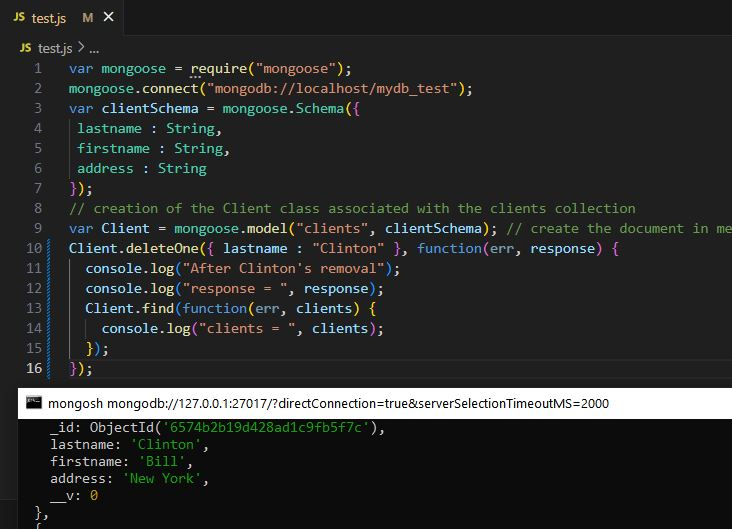 JS test.js M ×
JS test.js > ...
1 var mongoose = require("mongoose");
2 mongoose.connect("mongodb://localhost/mydb_test");
3 var clientSchema = mongoose.Schema({
4 lastname : String,
5 firstname : String,
6 address : String
7 });
8 // creation of the Client class associated with the clients collection
9 var Client = mongoose.model("clients", clientSchema); // create the document in me
10 Client.deleteOne({ lastname : "Clinton" }, function(err, response) {
11 console.log("After Clinton's removal");
12 console.log("response = ", response);
13 Client.find(function(err, clients) {
14 console.log("clients = ", clients);
15 });
16 });
mongosh mongodb://127.0.0.1:27017/?directConnection=true&serverSelectionTimeoutMS=2000
_id: ObjectId('6574b2b19d428ad1c9fb5f7c'),
lastname: 'Clinton',
firstname: 'Bill',
address: 'New York',
__v: 0
},